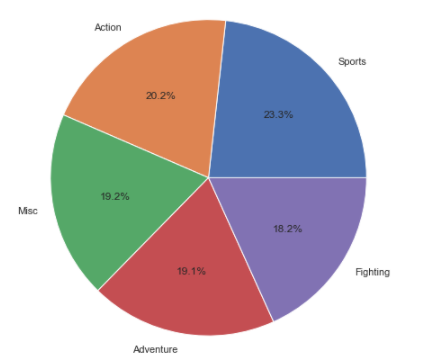 Action
Sports
20.2%
23.3%
19.2%
Misc
18.2%
19.1%
Fighting
Adventure